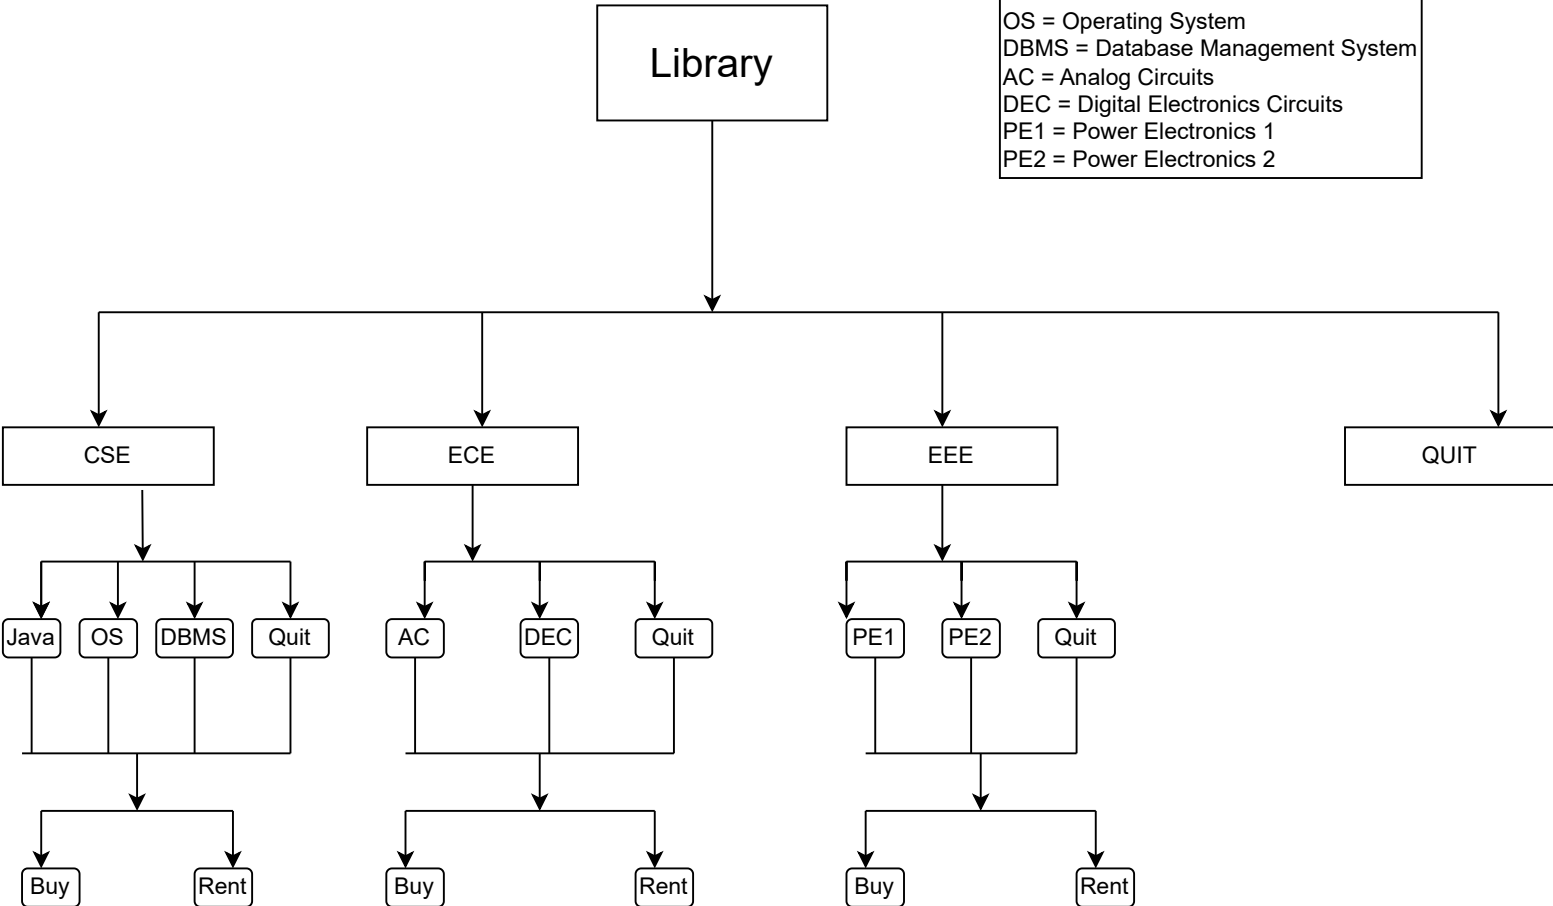 Library
OS = Operating System
DBMS = Database Management System
AC = Analog Circuits
DEC = Digital Electronics Circuits
PE1 = Power Electronics 1
PE2 = Power Electronics 2
CSE
ECE
EEE
QUIT
Java
OS
DBMS
Quit
AC
DEC
Quit
PE1
PE2
Quit
Buy
Rent
Buy
Rent
Buy
Rent